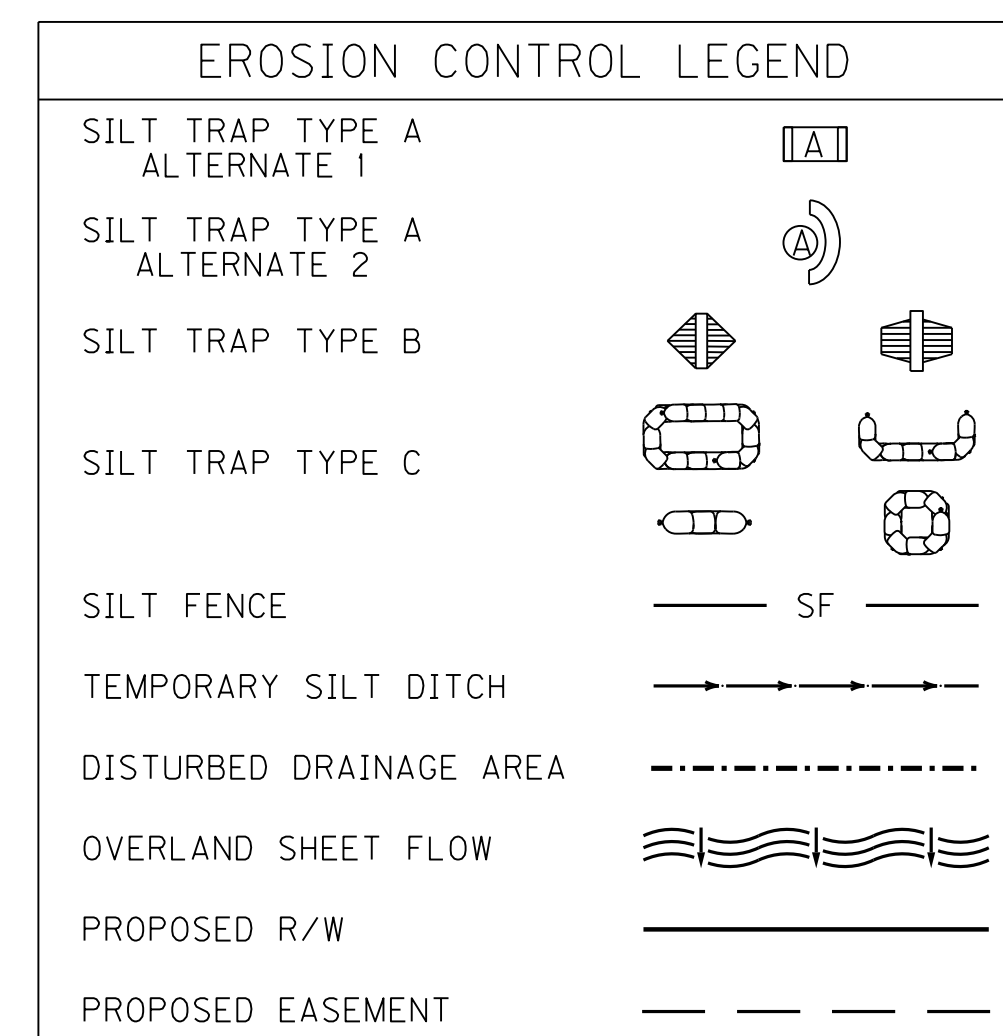 EROSION CONTROL LEGEND
SILT TRAP TYPE A
ALTERNATE 1
A
SILT TRAP TYPE A
ALTERNATE 2
A
SILT TRAP TYPE B
SILT TRAP TYPE C
SILT FENCE
SF
TEMPORARY SILT DITCH
DISTURBED DRAINAGE AREA
OVERLAND SHEET FLOW
PROPOSED R/W
PROPOSED EASEMENT